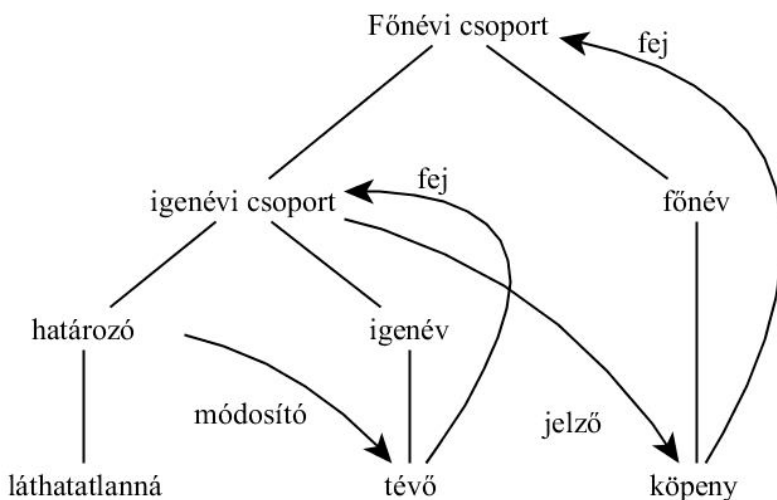 Főnévi csoport
fej
fej
igenévi csoport
főnév
határozó
igenév
módosító
jelző
láthatatlanná
tévő
köpeny